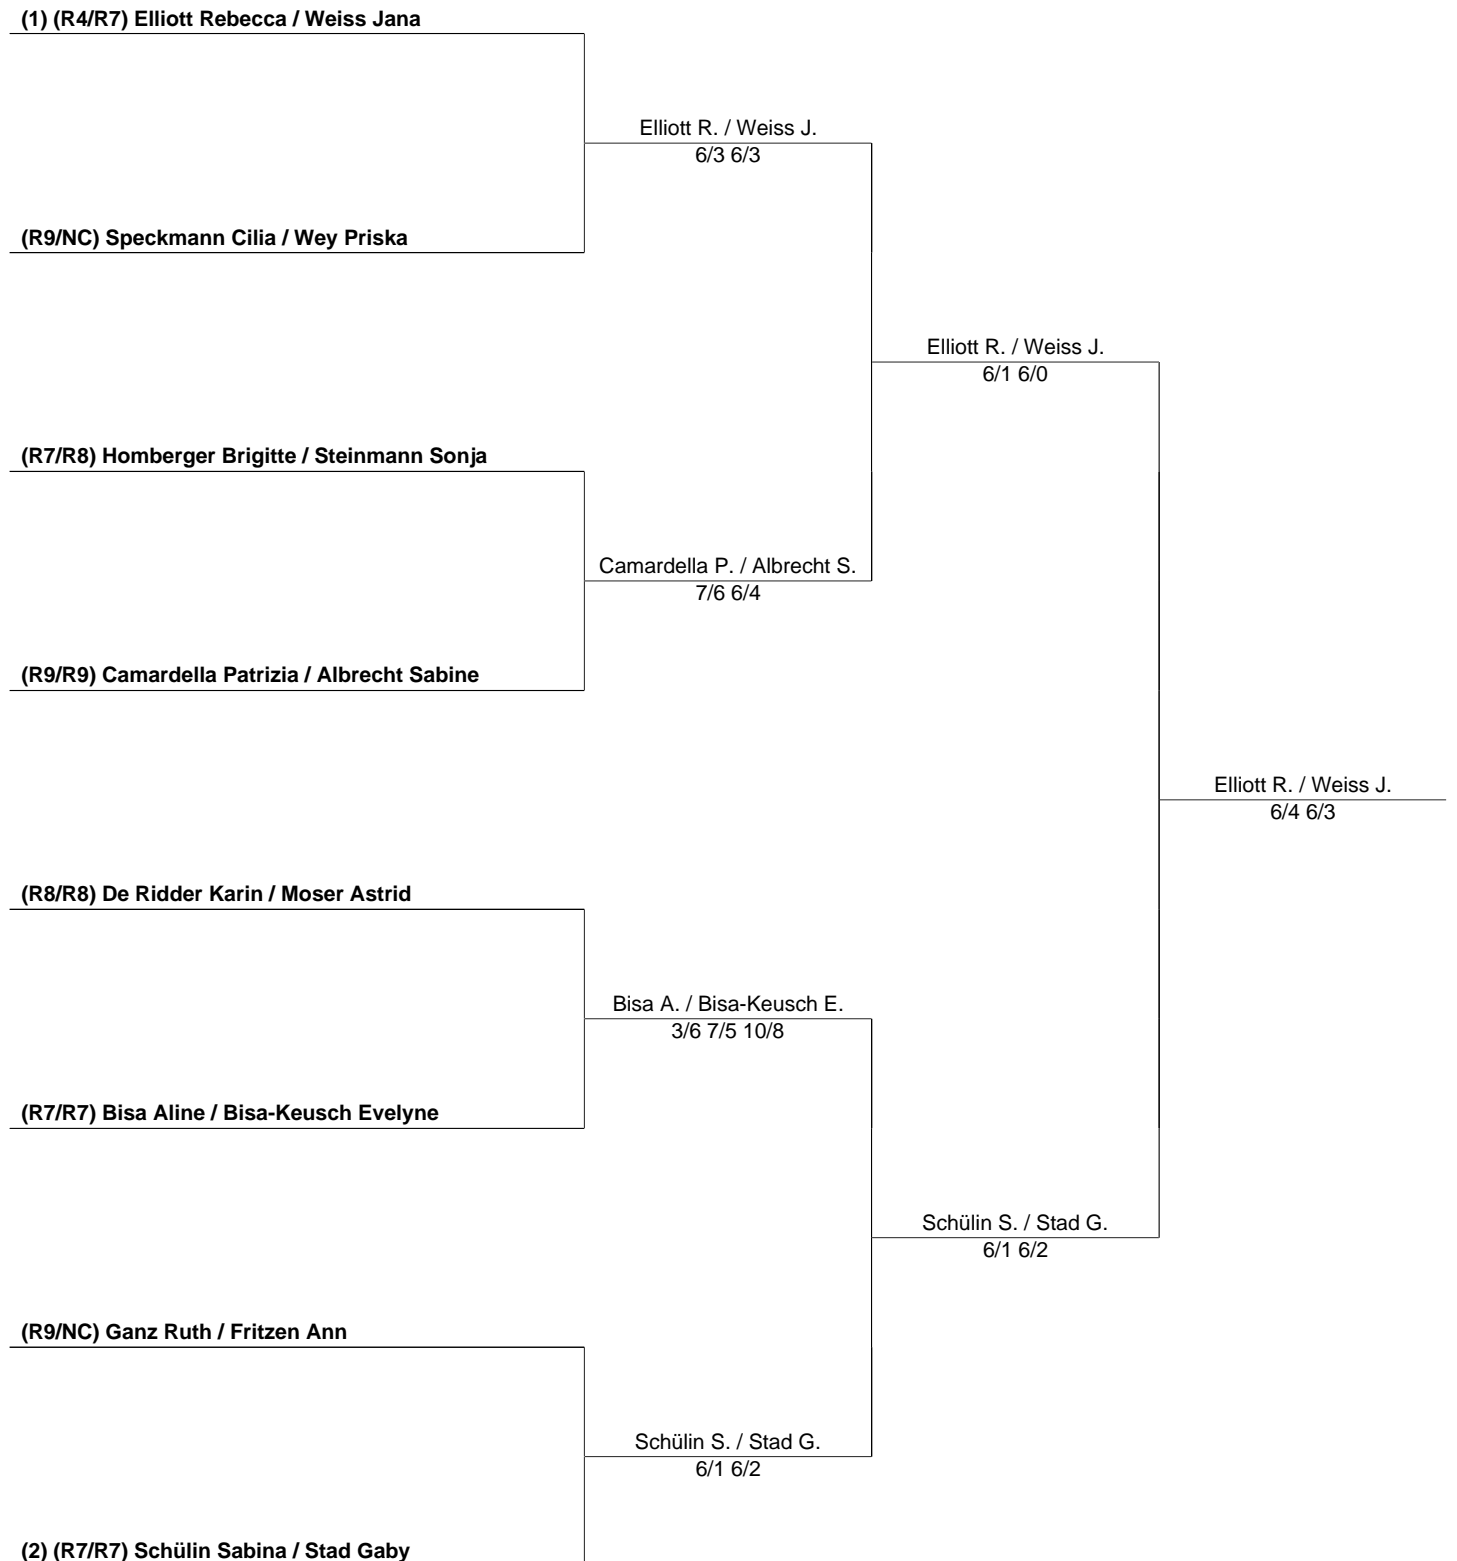 (1) (R4/R7) Elliott Rebecca / Weiss Jana
Elliott R. / Weiss J.
6/3 6/3
(R9/NC) Speckmann Cilia / Wey Priska
Elliott R. / Weiss J.
6/1 6/0
(R7/R8) Homberger Brigitte / Steinmann Sonja
Camardella P. / Albrecht S.
7/6 6/4
(R9/R9) Camardella Patrizia / Albrecht Sabine
Elliott R. / Weiss J.
6/4 6/3
(R8/R8) De Ridder Karin / Moser Astrid
Bisa A. / Bisa-Keusch E.
3/6 7/5 10/8
(R7/R7) Bisa Aline / Bisa-Keusch Evelyne
Schülin S. / Stad G.
6/1 6/2
(R9/NC) Ganz Ruth / Fritzen Ann
Schülin S. / Stad G.
6/1 6/2
(2) (R7/R7) Schülin Sabina / Stad Gaby